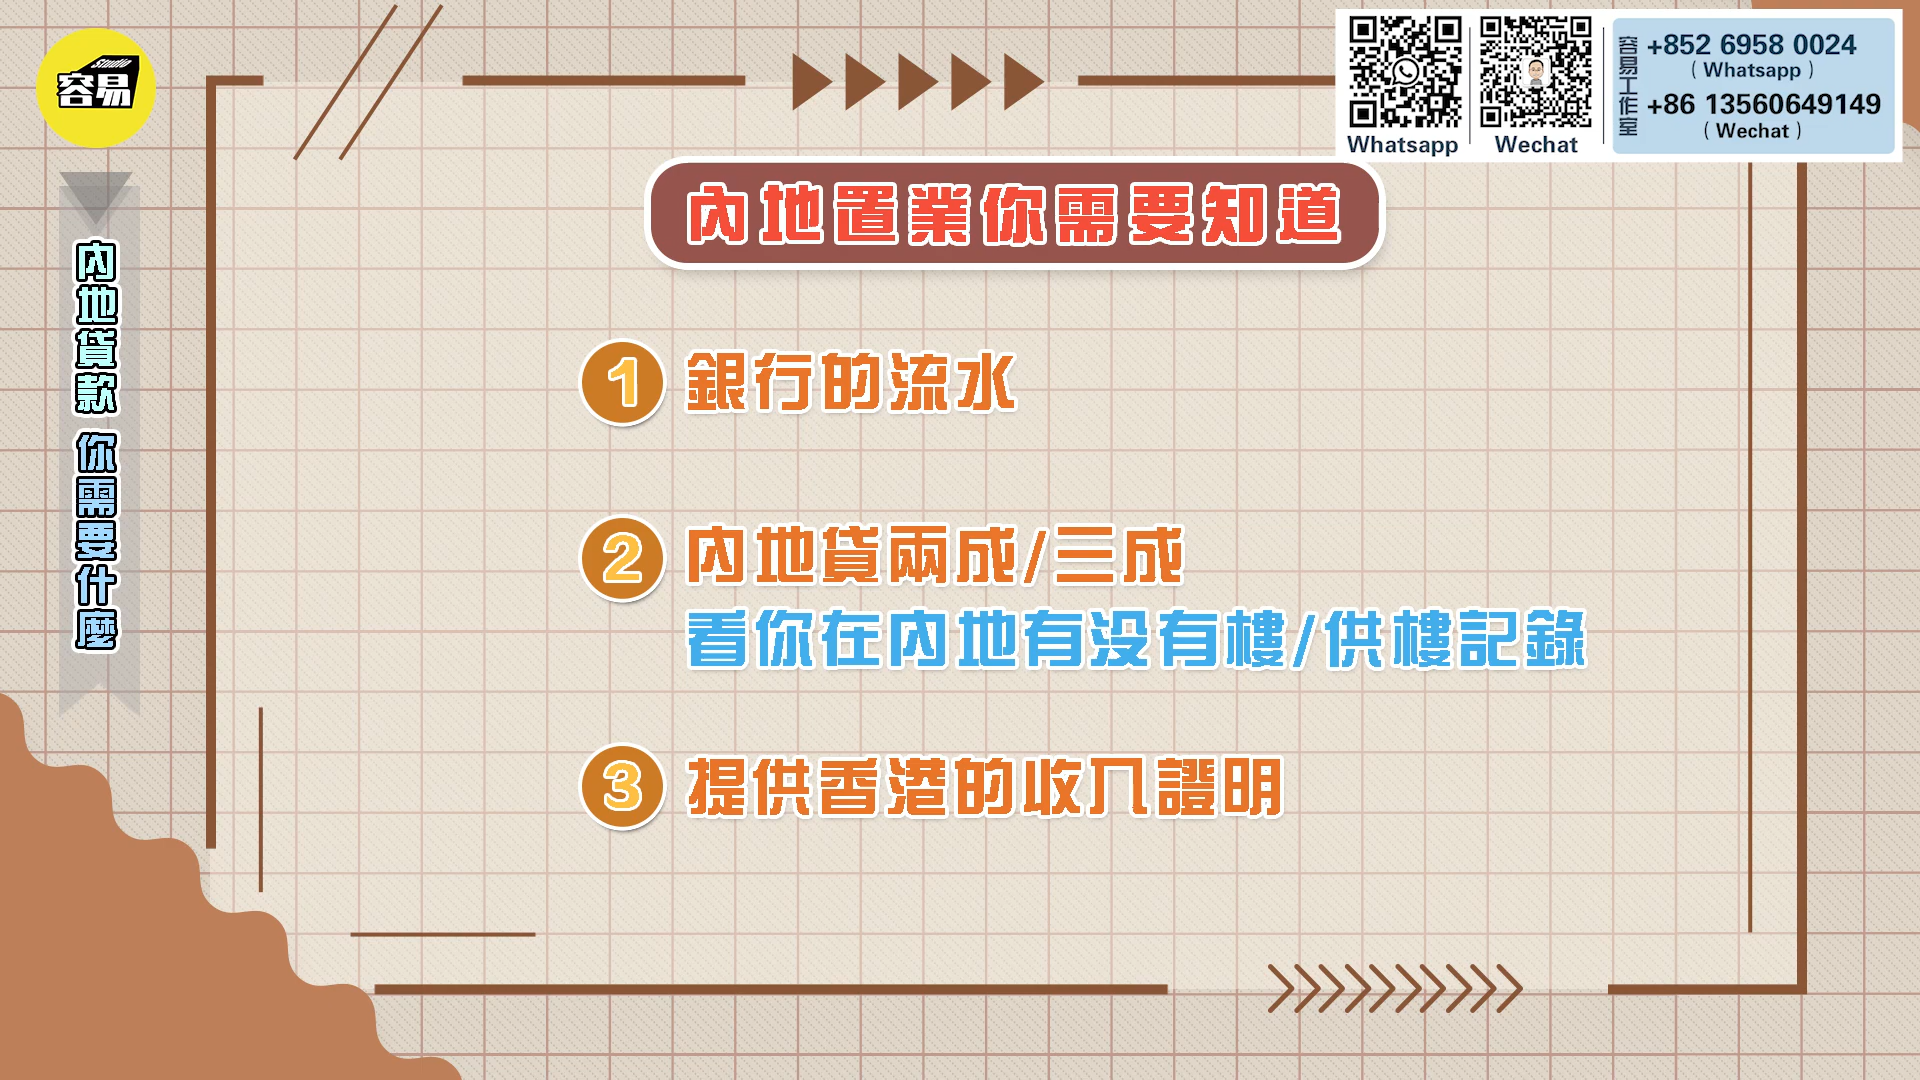 Studio
容易
內地貸款 你需要什麼
Whatsapp
Wechat
容易工作室
+852 6958 0024
( Whatsapp )
+86 13560649149
( Wechat )
內地置業你需要知道
1 銀行的流水
2 內地貸兩成/三成
看你在內地有没有樓/供樓記錄
3 提供香港的收入證明